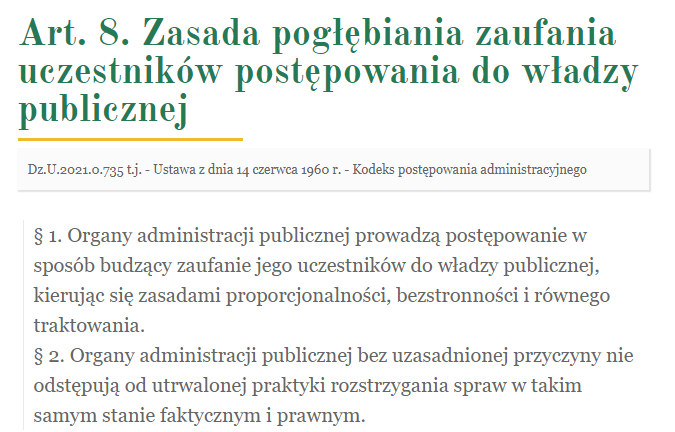 Art. 8. Zasada pogłębiania zaufania
uczestników postępowania do władzy
publicznej
Dz.U.2021.0.735 t.j. - Ustawa z dnia 14 czerwca 1960 r. - Kodeks postępowania administracyjnego
§ 1. Organy administracji publicznej prowadzą postępowanie w
sposób budzący zaufanie jego uczestników do władzy publicznej,
kierując się zasadami proporcjonalności, bezstronności i równego
traktowania.
§ 2. Organy administracji publicznej bez uzasadnionej przyczyny nie
odstępują od utrwalonej praktyki rozstrzygania spraw w takim
samym stanie faktycznym i prawnym.